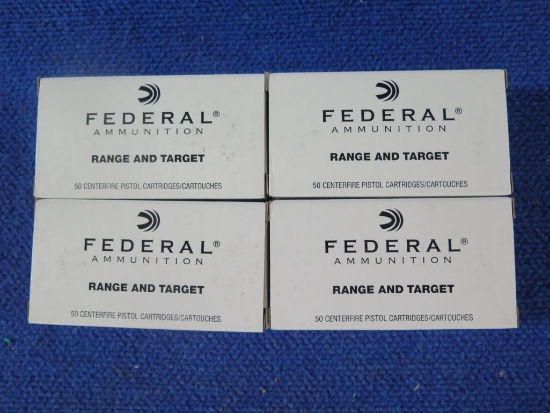 FEDERAL®
AMMUNITION
RANGE AND TARGET
50 CENTERFIRE PISTOL CARTRIDGES/CARTOUCHES
FEDERAL®
AMMUNITION
RANGE AND TARGET
50 CENTERFIRE PISTOL CARTRIDGES/CARTOUCHES
FEDERAL®
AMMUNITION
RANGE AND TARGET
50 CENTERFIRE PISTOL CARTRIDGES/CARTOUCHES
FEDERAL®
AMMUNITION
RANGE AND TARGET
50 CENTERFIRE PISTOL CARTRIDGES/CARTOUCHES